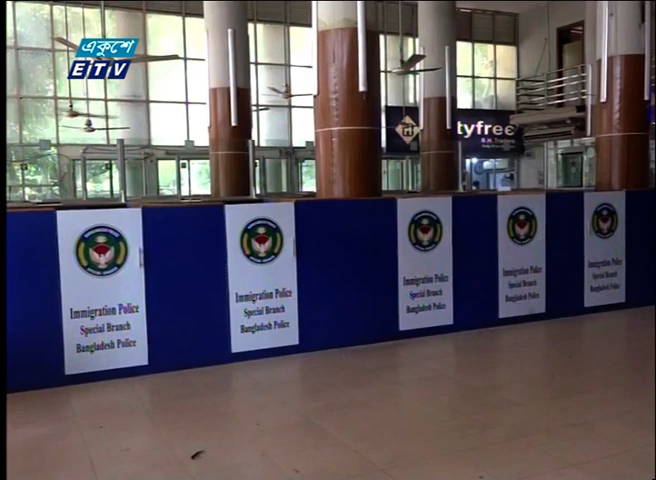 একুশে
ETV
tyfree
Immigration Police
Special Branch
Bangladesh Police
Immigration Police
Special Branch
Bangladesh Police
Immigration Police
Special Branch
Bangladesh Police
Immigration Police
Special Branch
Bangladesh Police
Immigration Police
Special Branch
Bangladesh Police